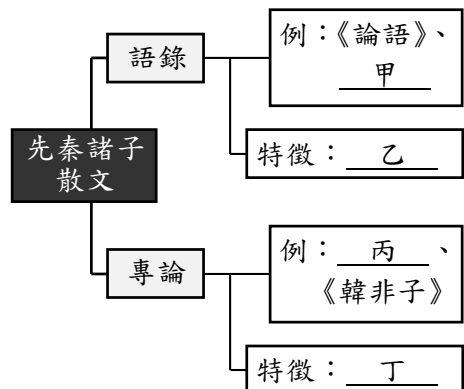 例：《論語》、
甲
語錄
特徵：乙
先秦諸子
散文
例：丙、
《韓非子》
專論
特徵：丁